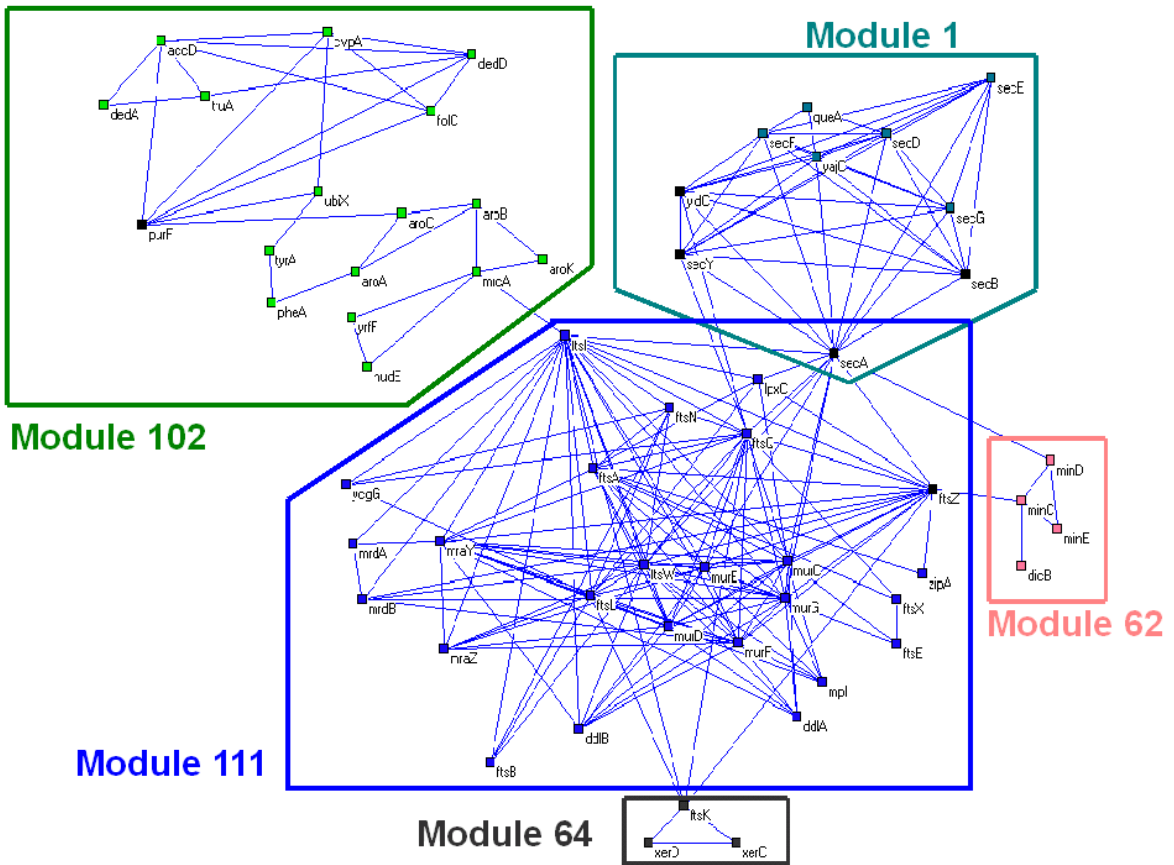 Module 1
cvpA
accD
dedD
secE
dedA
truA
folC
queA
secF
secD
yajC
ubiX
yidC
secG
purF
aroC
aroB
secY
tyrA
aroA
mrcA
aroK
secB
pheA
yrfF
ftsI
nudE
secA
lpxC
Module 102
ftsN
ftsQ
minD
ftsA
ycgG
ftsZ
minC
minE
mrdA
mraY
ftsW
murE
murC
zipA
dicB
mrdB
ftsL
murG
ftsX
Module 62
murD
murF
ftsE
mraZ
mpl
ddlA
ddlB
Module 111
ftsB
ftsK
Module 64
xerD
xerC